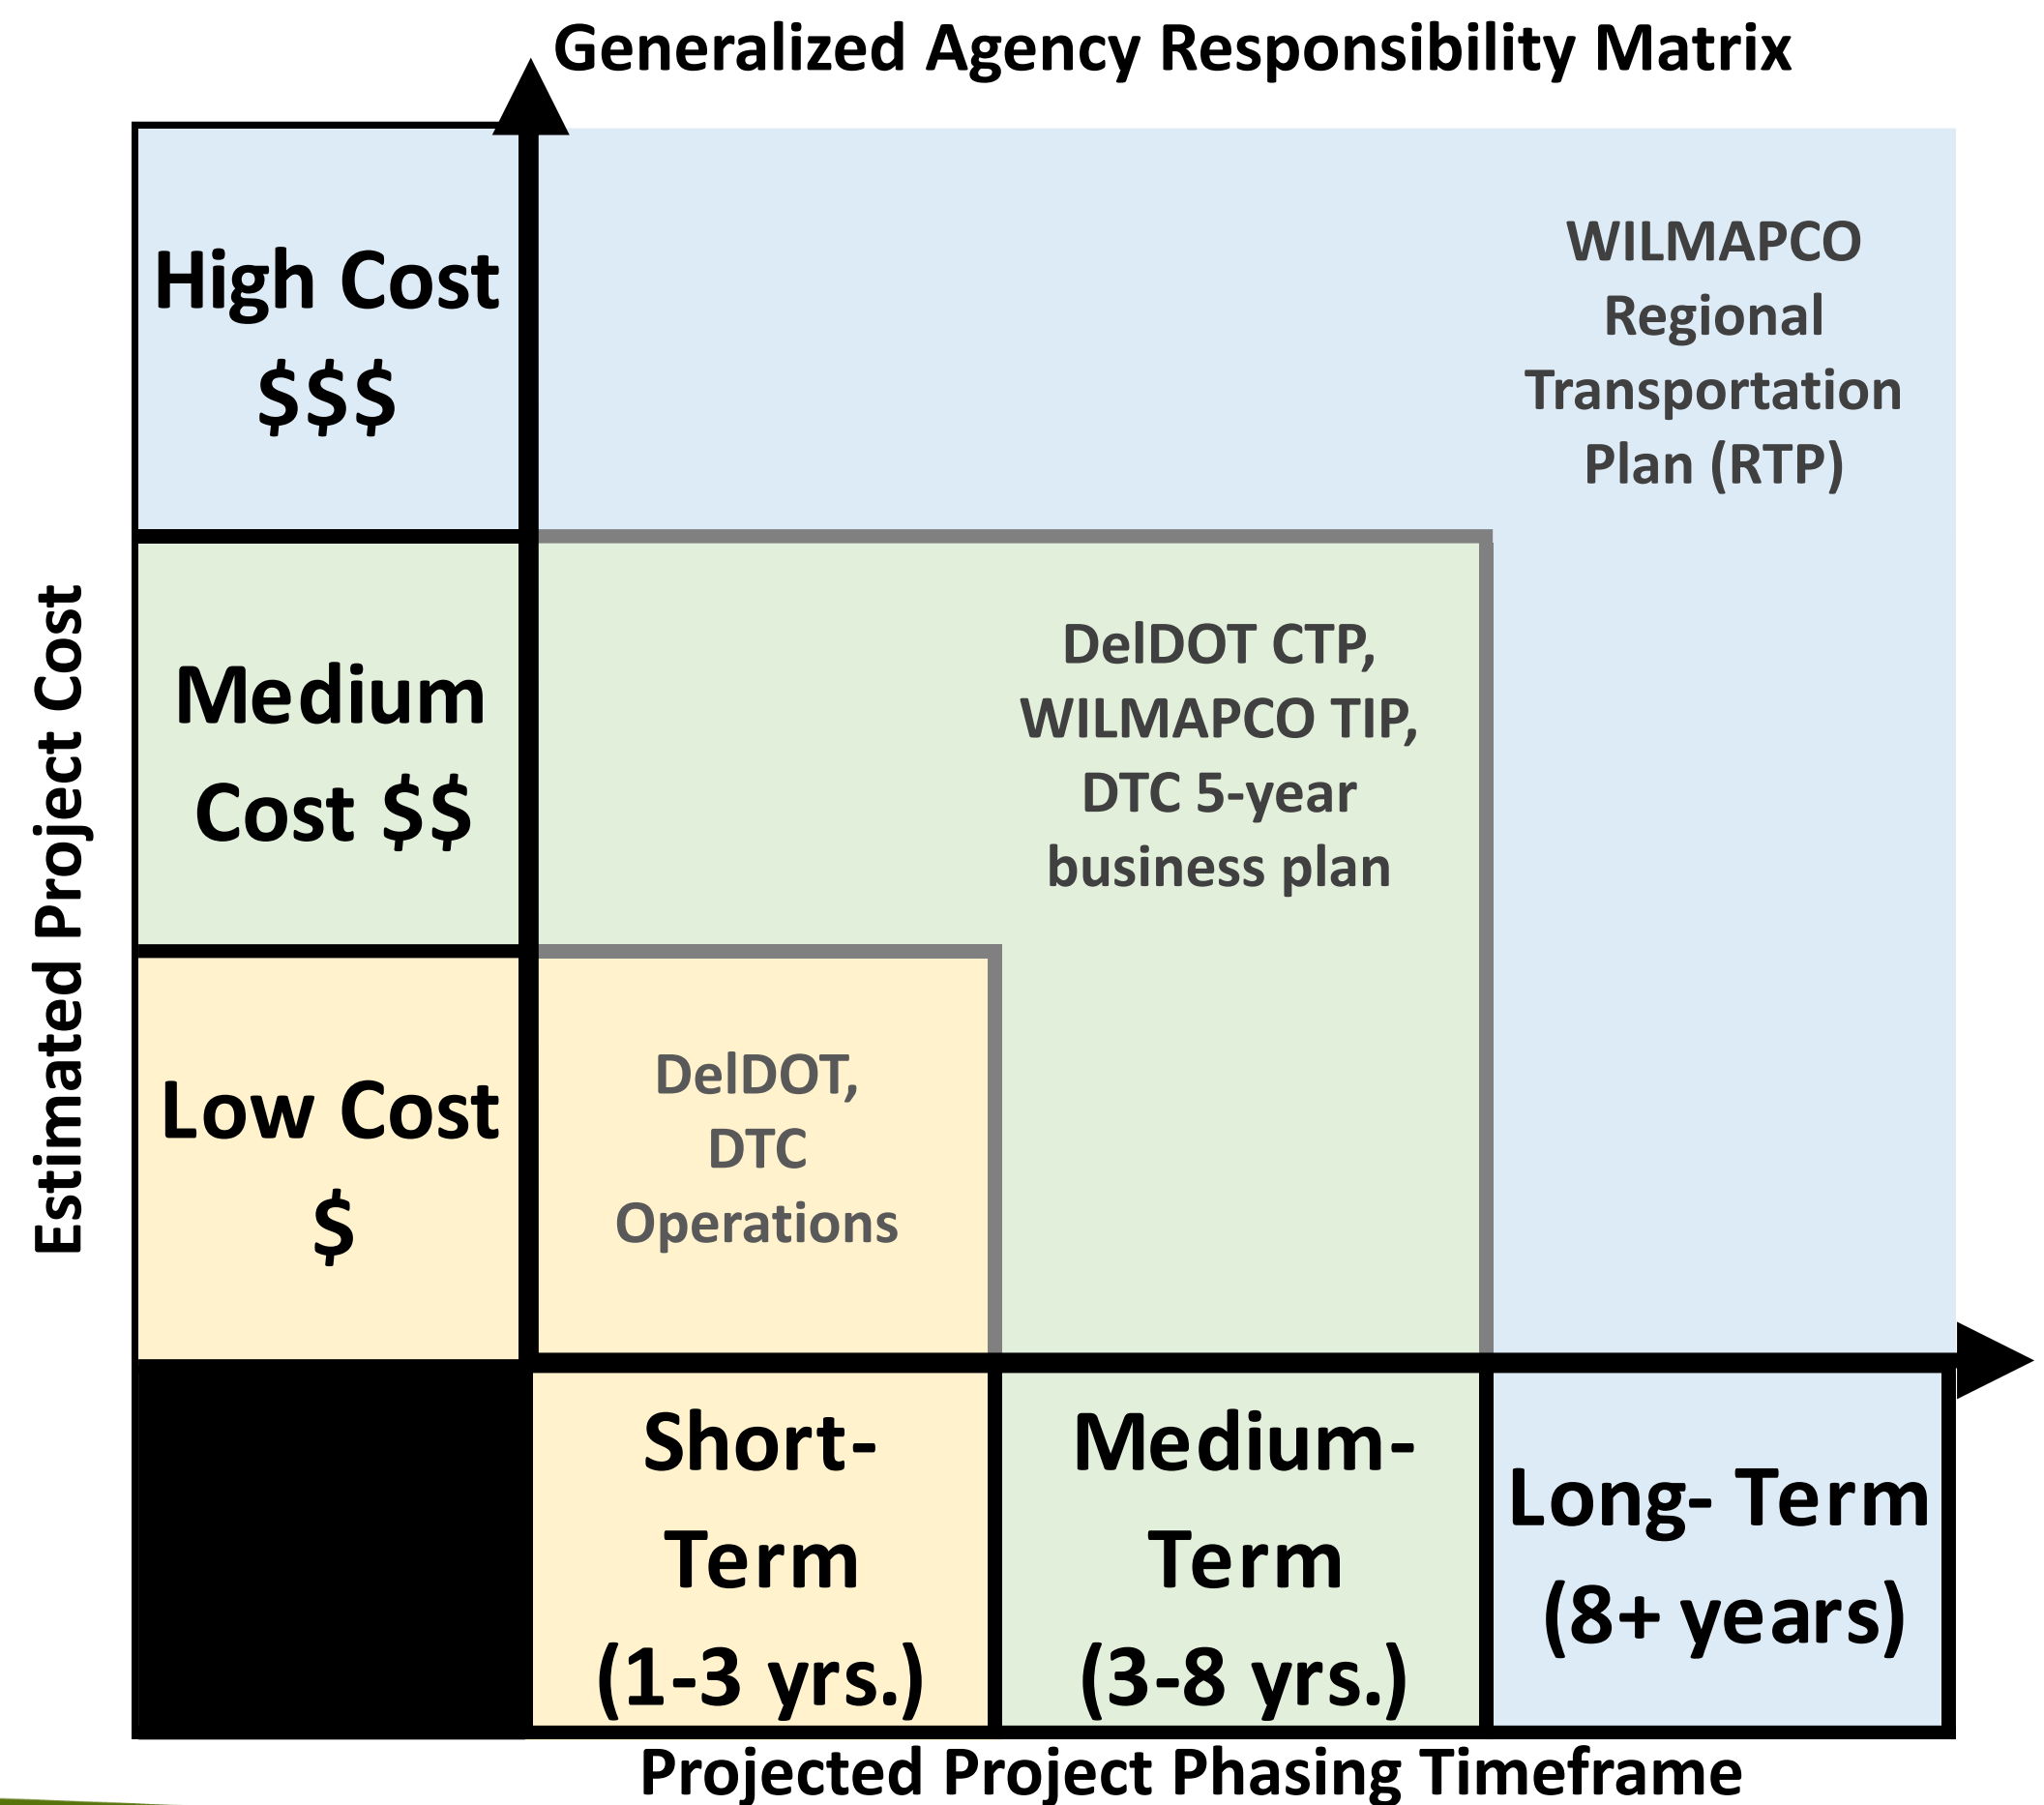 Generalized Agency Responsibility Matrix
Estimated Project Cost
High Cost
$$$
WILMAPCO
Regional
Transportation
Plan (RTP)
Medium
Cost $$
DelDOT CTP,
WILMAPCO TIP,
DTC 5-year
business plan
Low Cost
$
DelDOT,
DTC
Operations
Short-
Term
(1-3 yrs.)
Medium-
Term
(3-8 yrs.)
Long- Term
(8+ years)
Projected Project Phasing Timeframe